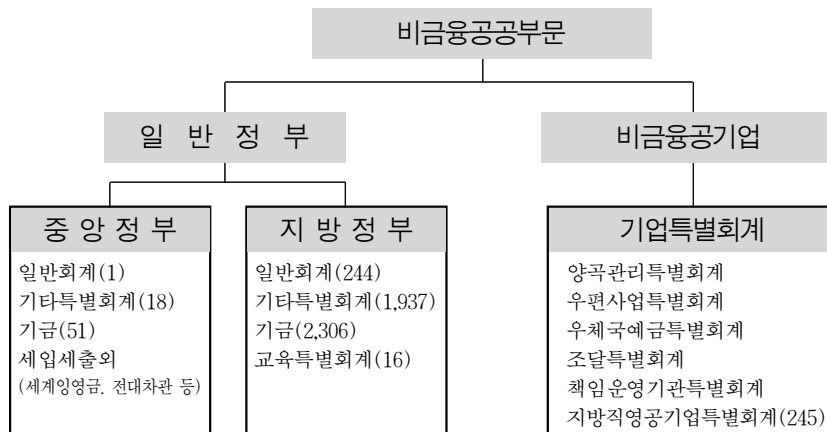 비금융공공부문
일 반 정 부
비금융공기업
중 앙 정 부
일반회계(1)
기타특별회계(18)
기금(51)
세입세출외
(세계잉영금. 전대차관 등)
지 방 정 부
일반회계(244)
기타특별회계(1,937)
기금(2,306)
교육특별회계(16)
기업특별회계
양곡관리특별회계
우편사업특별회계
우체국예금특별회계
조달특별회계
책임운영기관특별회계
지방직영공기업특별회계(245)